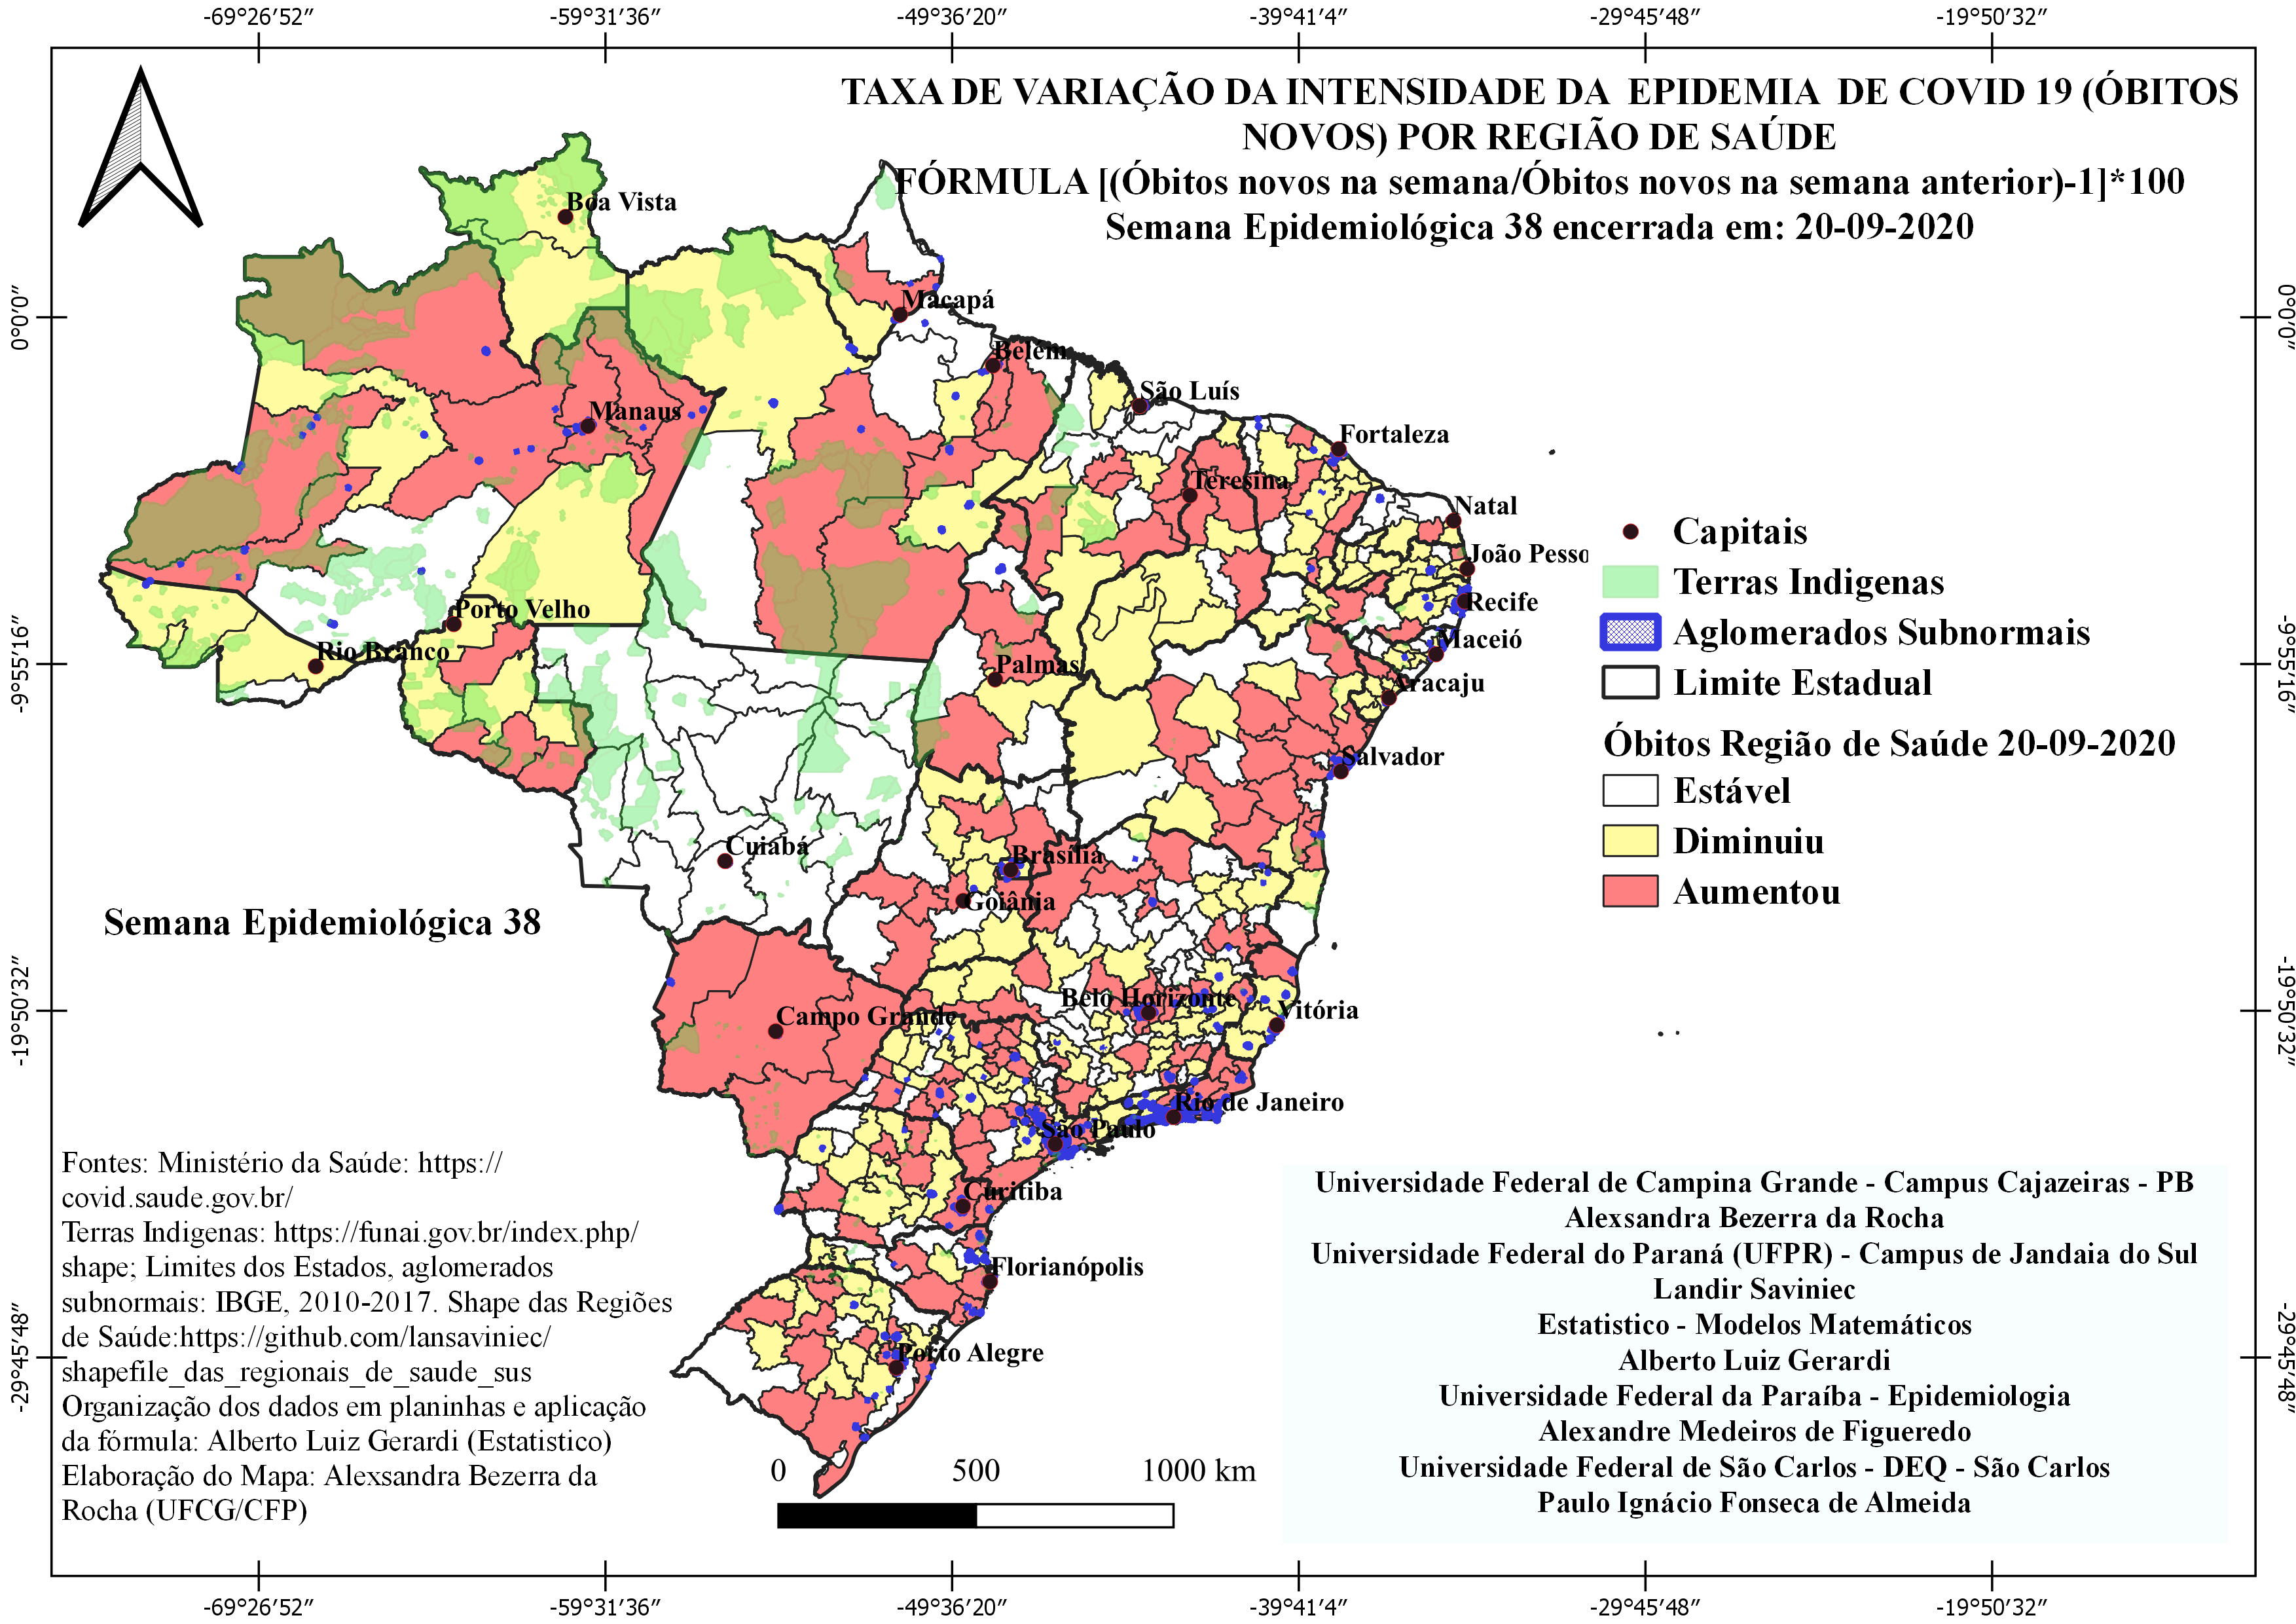 -69°26′52″ -59°31′36″ -49°36′20″ -39°41′4″ -29°45′48″ -19°50′32″
TAXA DE VARIAÇÃO DA INTENSIDADE DA EPIDEMIA DE COVID 19 (ÓBITOS
NOVOS) POR REGIÃO DE SAÚDE
FÓRMULA [(Óbitos novos na semana/Óbitos novos na semana anterior)-1]*100
Semana Epidemiológica 38 encerrada em: 20-09-2020
Boa Vista
Macapá
Belém
São Luís
Manaus
Fortaleza
Teresina
Natal
João Pesso
Porto Velho
Recife
Rio Branco
Maceió
Palmas
Aracaju
Salvador
Cuiabá
Brasília
Goiânia
Belo Horizonte
Vitória
Campo Grande
Rio de Janeiro
São Paulo
Curitiba
Florianópolis
Porto Alegre
0°0′0″
-9°55′16″
-19°50′32″
-29°45′48″
0°0′0″
-9°55′16″
-19°50′32″
-29°45′48″
Capitais
Terras Indigenas
Aglomerados Subnormais
Limite Estadual
Óbitos Região de Saúde 20-09-2020
Estável
Diminuiu
Aumentou
Semana Epidemiológica 38
Fontes: Ministério da Saúde: https://
covid.saude.gov.br/
Terras Indigenas: https://funai.gov.br/index.php/
shape; Limites dos Estados, aglomerados
subnormais: IBGE, 2010-2017. Shape das Regiões
de Saúde:https://github.com/lansaviniec/
shapefile_das_regionais_de_saude_sus
Organização dos dados em planinhas e aplicação
da fórmula: Alberto Luiz Gerardi (Estatistico)
Elaboração do Mapa: Alexsandra Bezerra da
Rocha (UFCG/CFP)
0 500 1000 km
Universidade Federal de Campina Grande - Campus Cajazeiras - PB
Alexsandra Bezerra da Rocha
Universidade Federal do Paraná (UFPR) - Campus de Jandaia do Sul
Landir Saviniec
Estatistico - Modelos Matemáticos
Alberto Luiz Gerardi
Universidade Federal da Paraíba - Epidemiologia
Alexandre Medeiros de Figueredo
Universidade Federal de São Carlos - DEQ - São Carlos
Paulo Ignácio Fonseca de Almeida
-69°26′52″ -59°31′36″ -49°36′20″ -39°41′4″ -29°45′48″ -19°50′32″